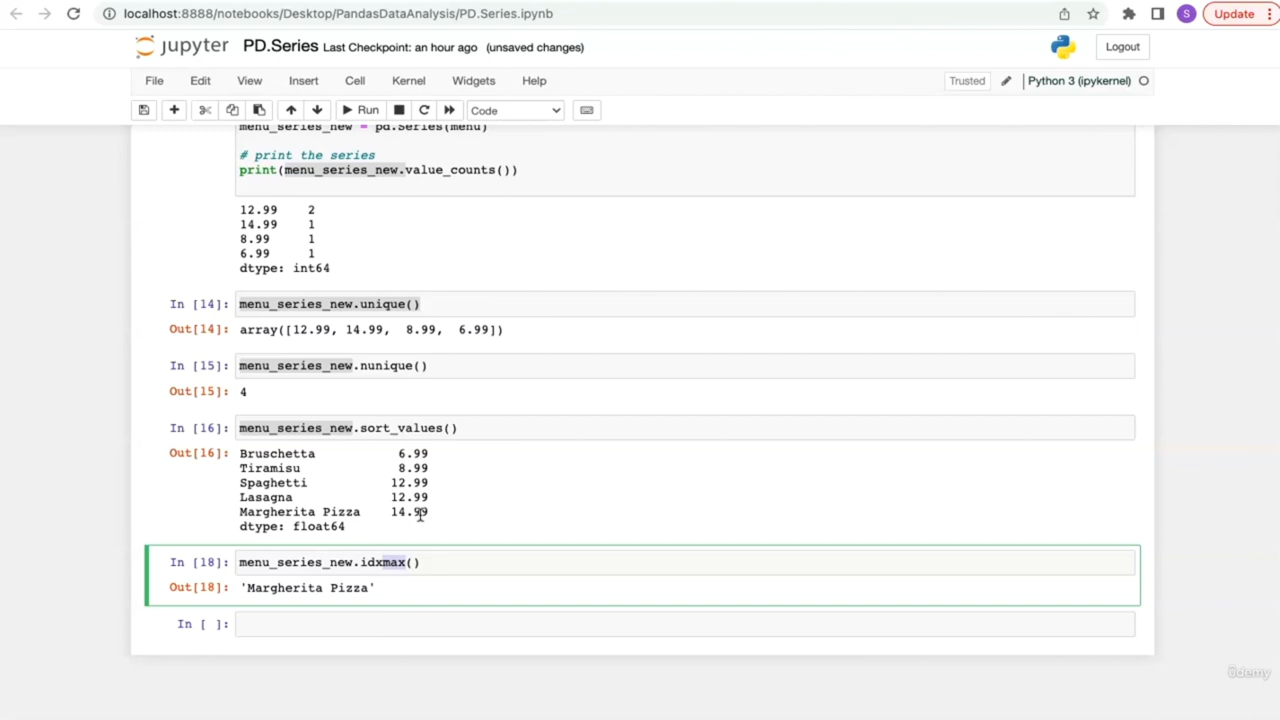 localhost:8888/notebooks/Desktop/PandasDataAnalysis/PD.Series.ipynb
S
Update
jupyter PD.Series Last Checkpoint: an hour ago (unsaved changes)
Logout
File Edit View Insert Cell Kernel Widgets Help
Trusted
Python 3 (ipykernel)
Run
Code
menu_series_new = pd.Series(menu)
# print the series
print(menu_series_new.value_counts())
12.99 2
14.99 1
8.99 1
6.99 1
dtype: int64
In [14]: menu_series_new.unique()
Out[14]: array([12.99, 14.99, 8.99, 6.99])
In [15]: menu_series_new.nunique()
Out[15]: 4
In [16]: menu_series_new.sort_values()
Out[16]: Bruschetta 6.99
Tiramisu 8.99
Spaghetti 12.99
Lasagna 12.99
Margherita Pizza 14.99
dtype: float64
In [18]: menu_series_new.idxmax()
Out[18]: 'Margherita Pizza'
In [ ]:
ûdemy